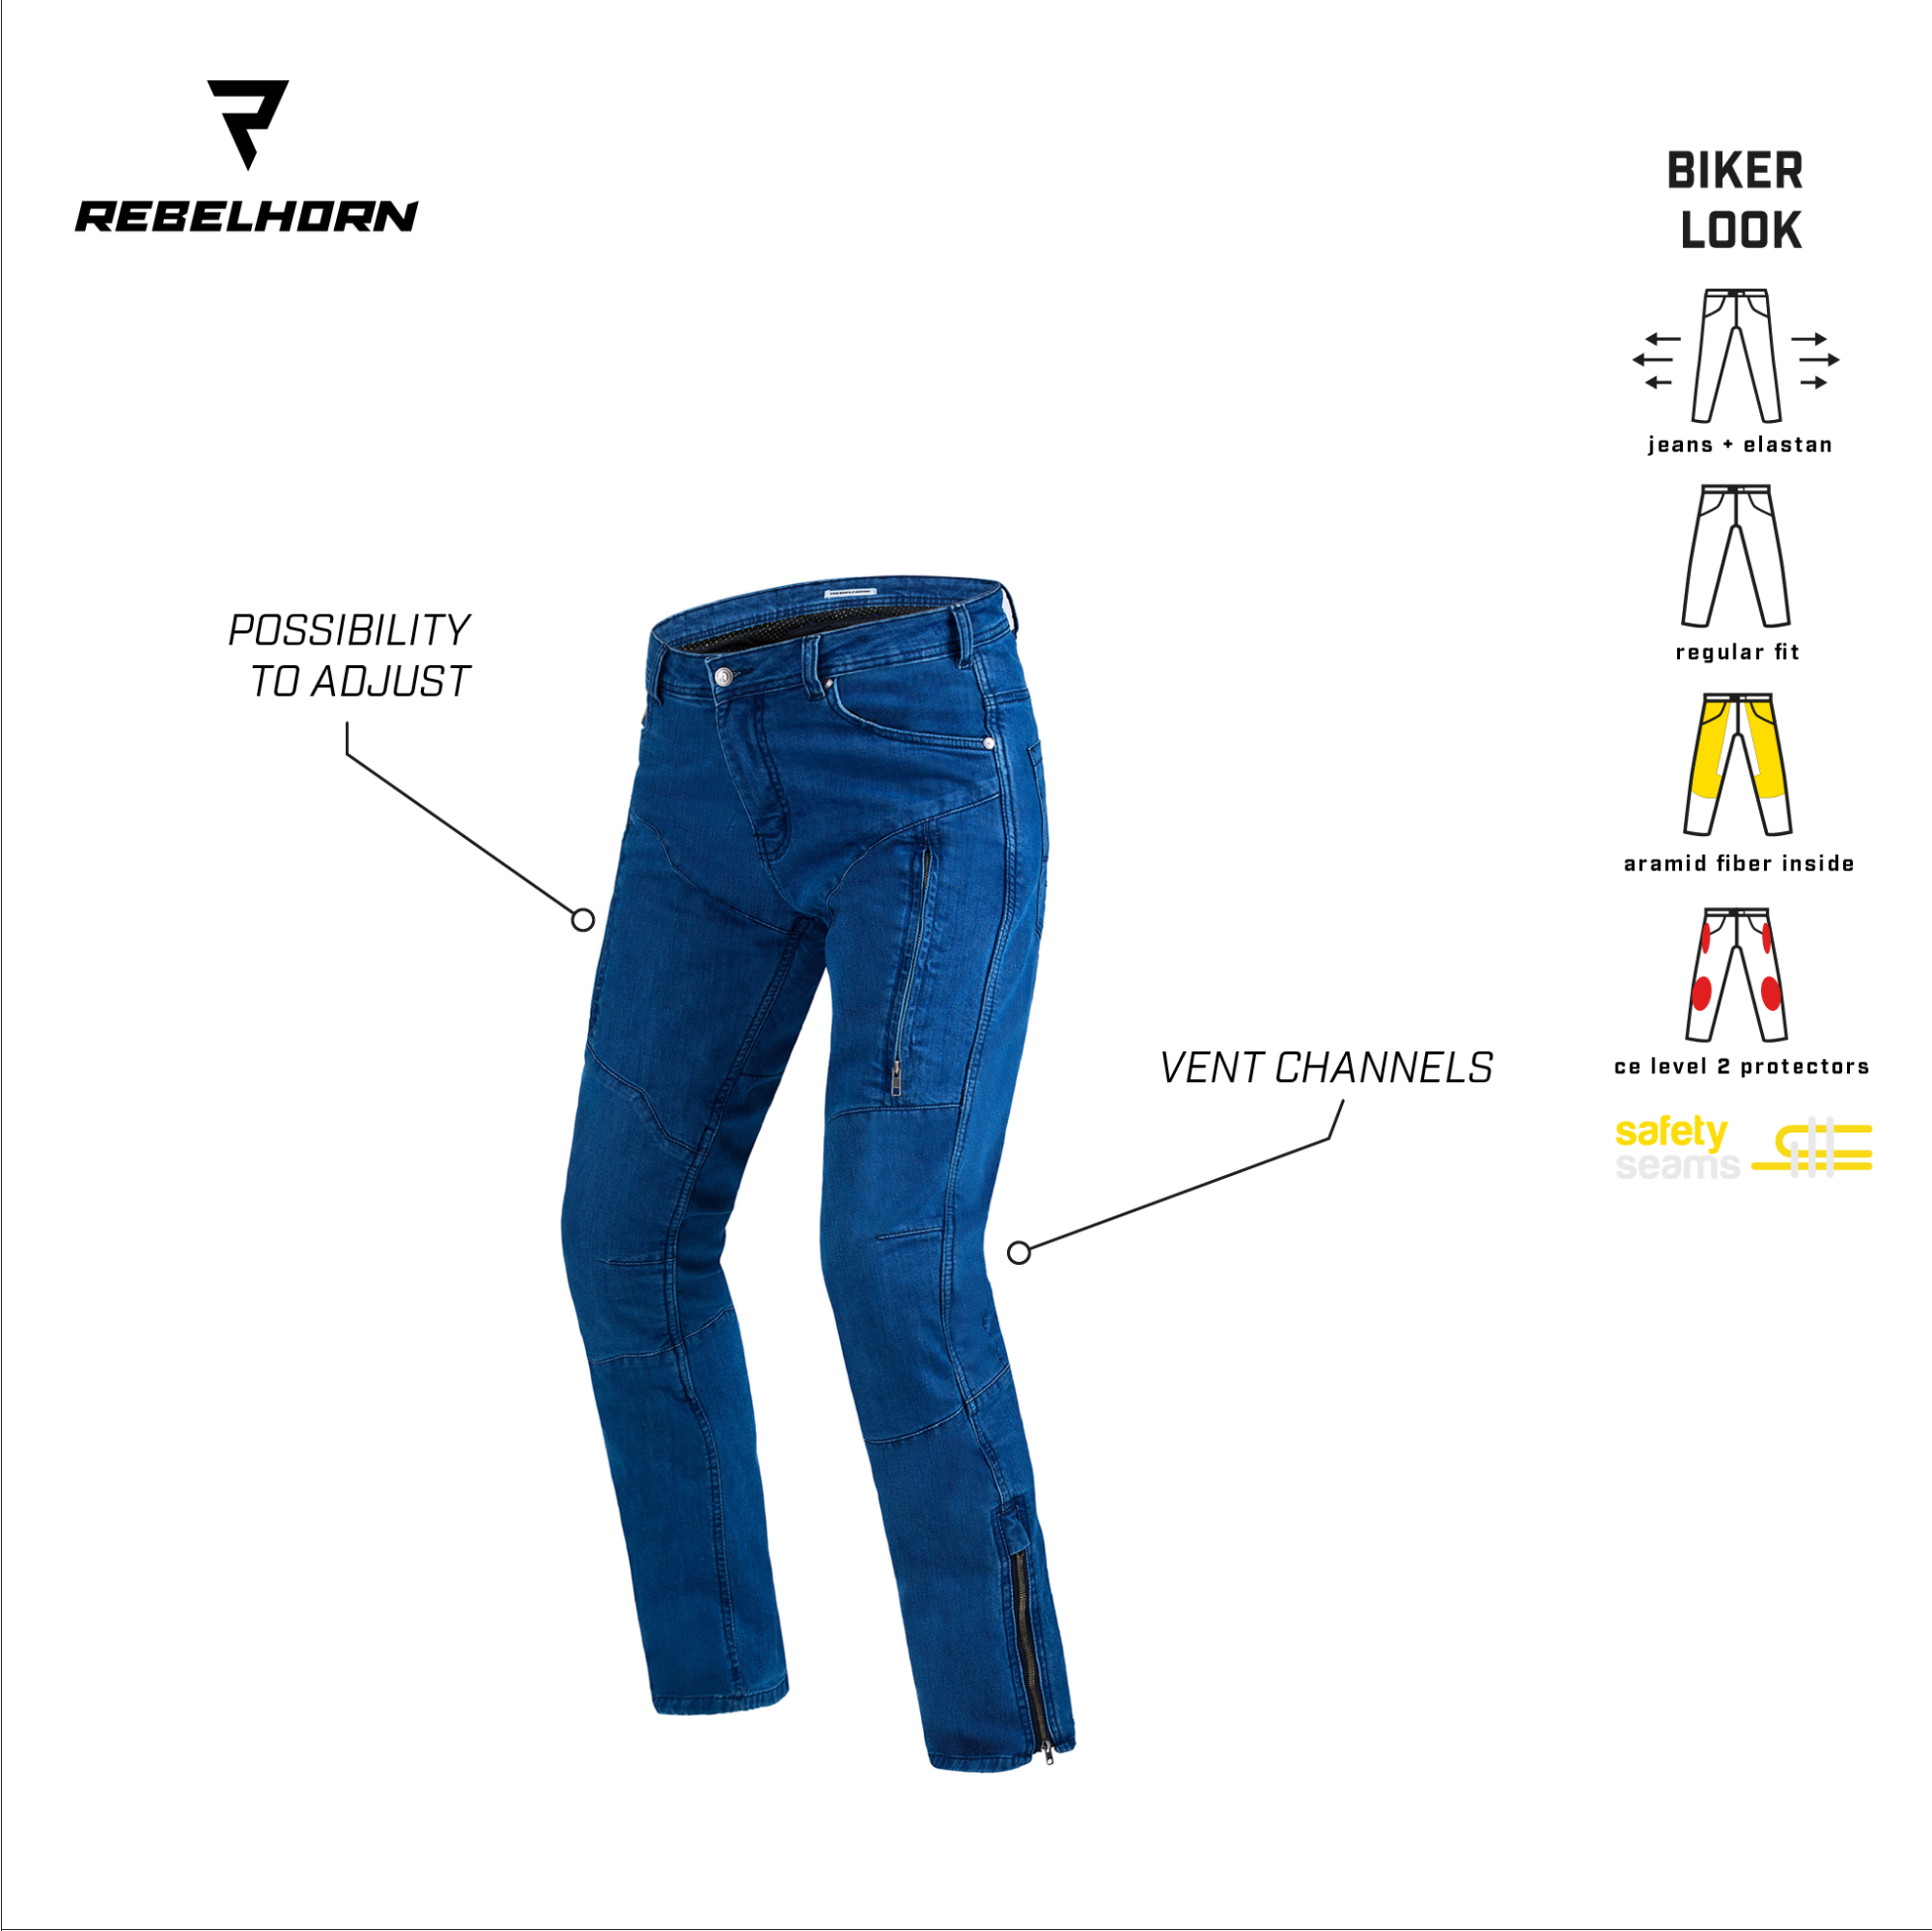 REBELHORN
BIKER
LOOK
jeans + elastan
regular fit
aramid fiber inside
ce level 2 protectors
safety
seams
POSSIBILITY
TO ADJUST
VENT CHANNELS
REBELHORN